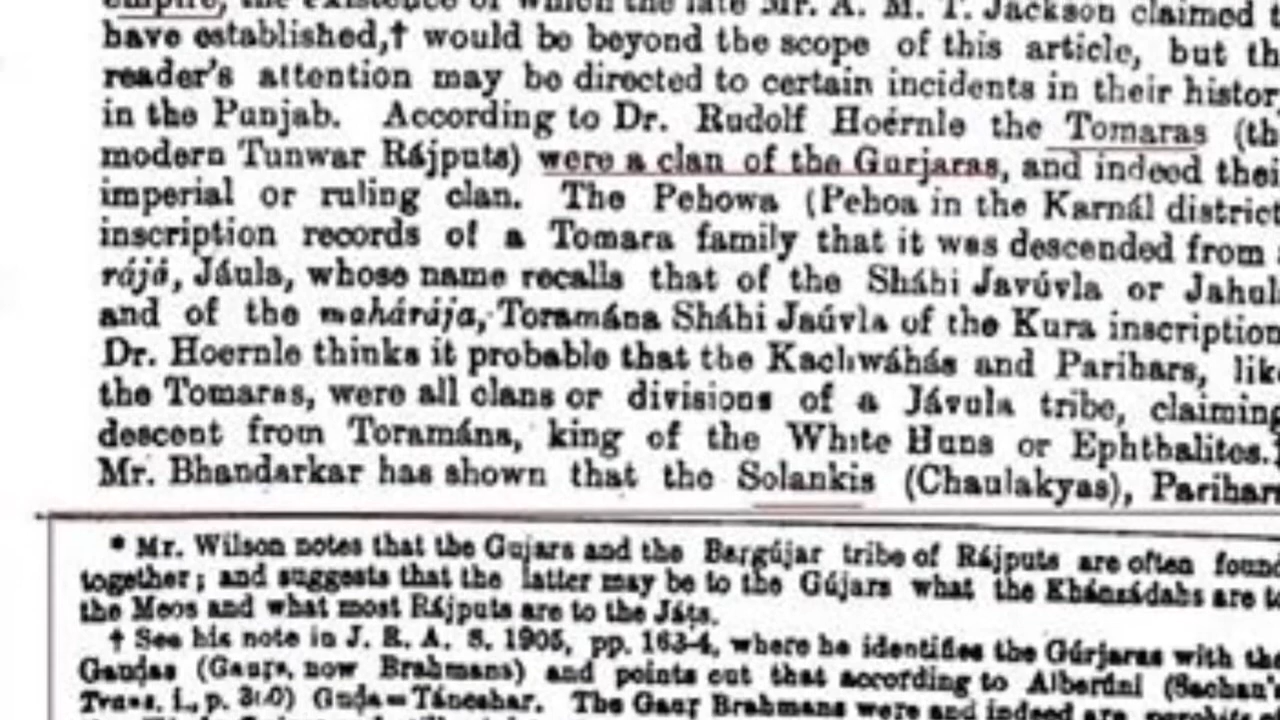 empire, the existence of which the late Mr. A. M. T. Jackson claimed
have established,† would be beyond the scope of this article, but th
reader's attention may be directed to certain incidents in their histor
in the Punjab. According to Dr. Rudolf Hoérnle the Tomaras (th
modern Tunwar Rájputs) were a clan of the Gurjaras, and indeed thei
imperial or ruling clan. The Pehowa (Pehoa in the Karnál district
inscription records of a Tomara family that it was descended from
rájá, Jáula, whose name recalls that of the Sháhi Javúvla or Jahul
and of the mahárája, Toramána Sháhi Jaúvla of the Kura inscription
Dr. Hoernle thinks it probable that the Kachwáhás and Parihars, like
the Tomaras, were all clans or divisions of a Jávula tribe, claiming
descent from Toramána, king of the White Huns or Ephthalites.
Mr. Bhandarkar has shown that the Solankis (Chaulakyas), Parihar
* Mr. Wilson notes that the Gujars and the Bargújar tribe of Rájputs are often found
together; and suggests that the latter may be to the Gújars what the Khánzádahs are to
the Meos and what most Rájputs are to the Játs.
† See his note in J. R. A. S. 1905, pp. 163-4, where he identifies the Gúrjaras with the
Gaudas (Gaurs, now Brahmans) and points out that according to Alberúni (Sachau's
Trans. i., p. 300) Guda=Tánesar. The Gaur Brahmans were and indeed are